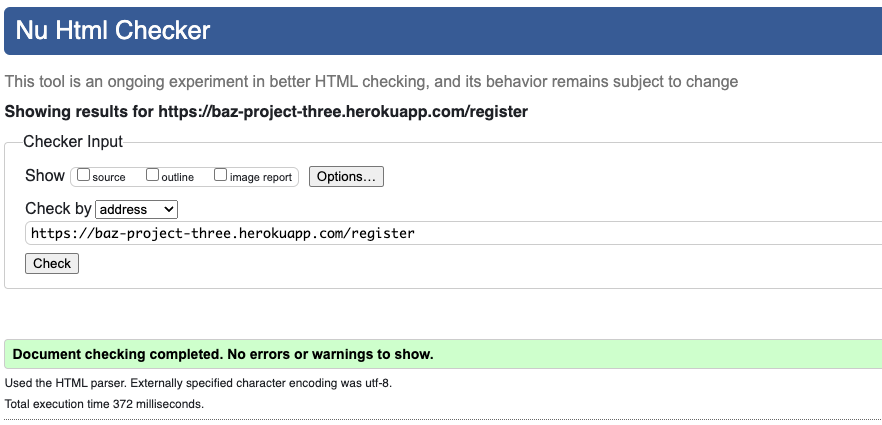 Nu Html Checker
This tool is an ongoing experiment in better HTML checking, and its behavior remains subject to change
Showing results for https://baz-project-three.herokuapp.com/register
Checker Input
Show source outline image report Options...
Check by address
https://baz-project-three.herokuapp.com/register
Check
Document checking completed. No errors or warnings to show.
Used the HTML parser. Externally specified character encoding was utf-8.
Total execution time 372 milliseconds.